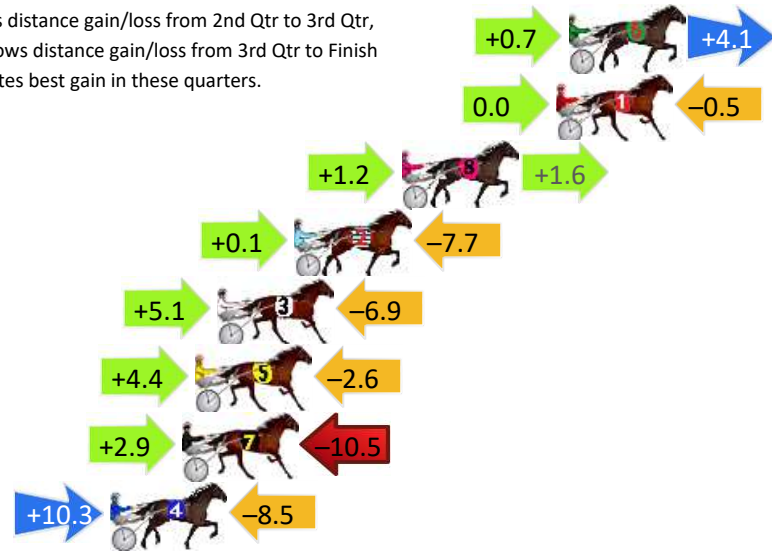 s distance gain/loss from 2nd Qtr to 3rd Qtr,
ows distance gain/loss from 3rd Qtr to Finish
tes best gain in these quarters.
+0.7 6 +4.1
0.0 1 –0.5
+1.2 8 +1.6
+0.1 2 –7.7
+5.1 3 –6.9
+4.4 5 –2.6
+2.9 7 –10.5
+10.3 4 –8.5